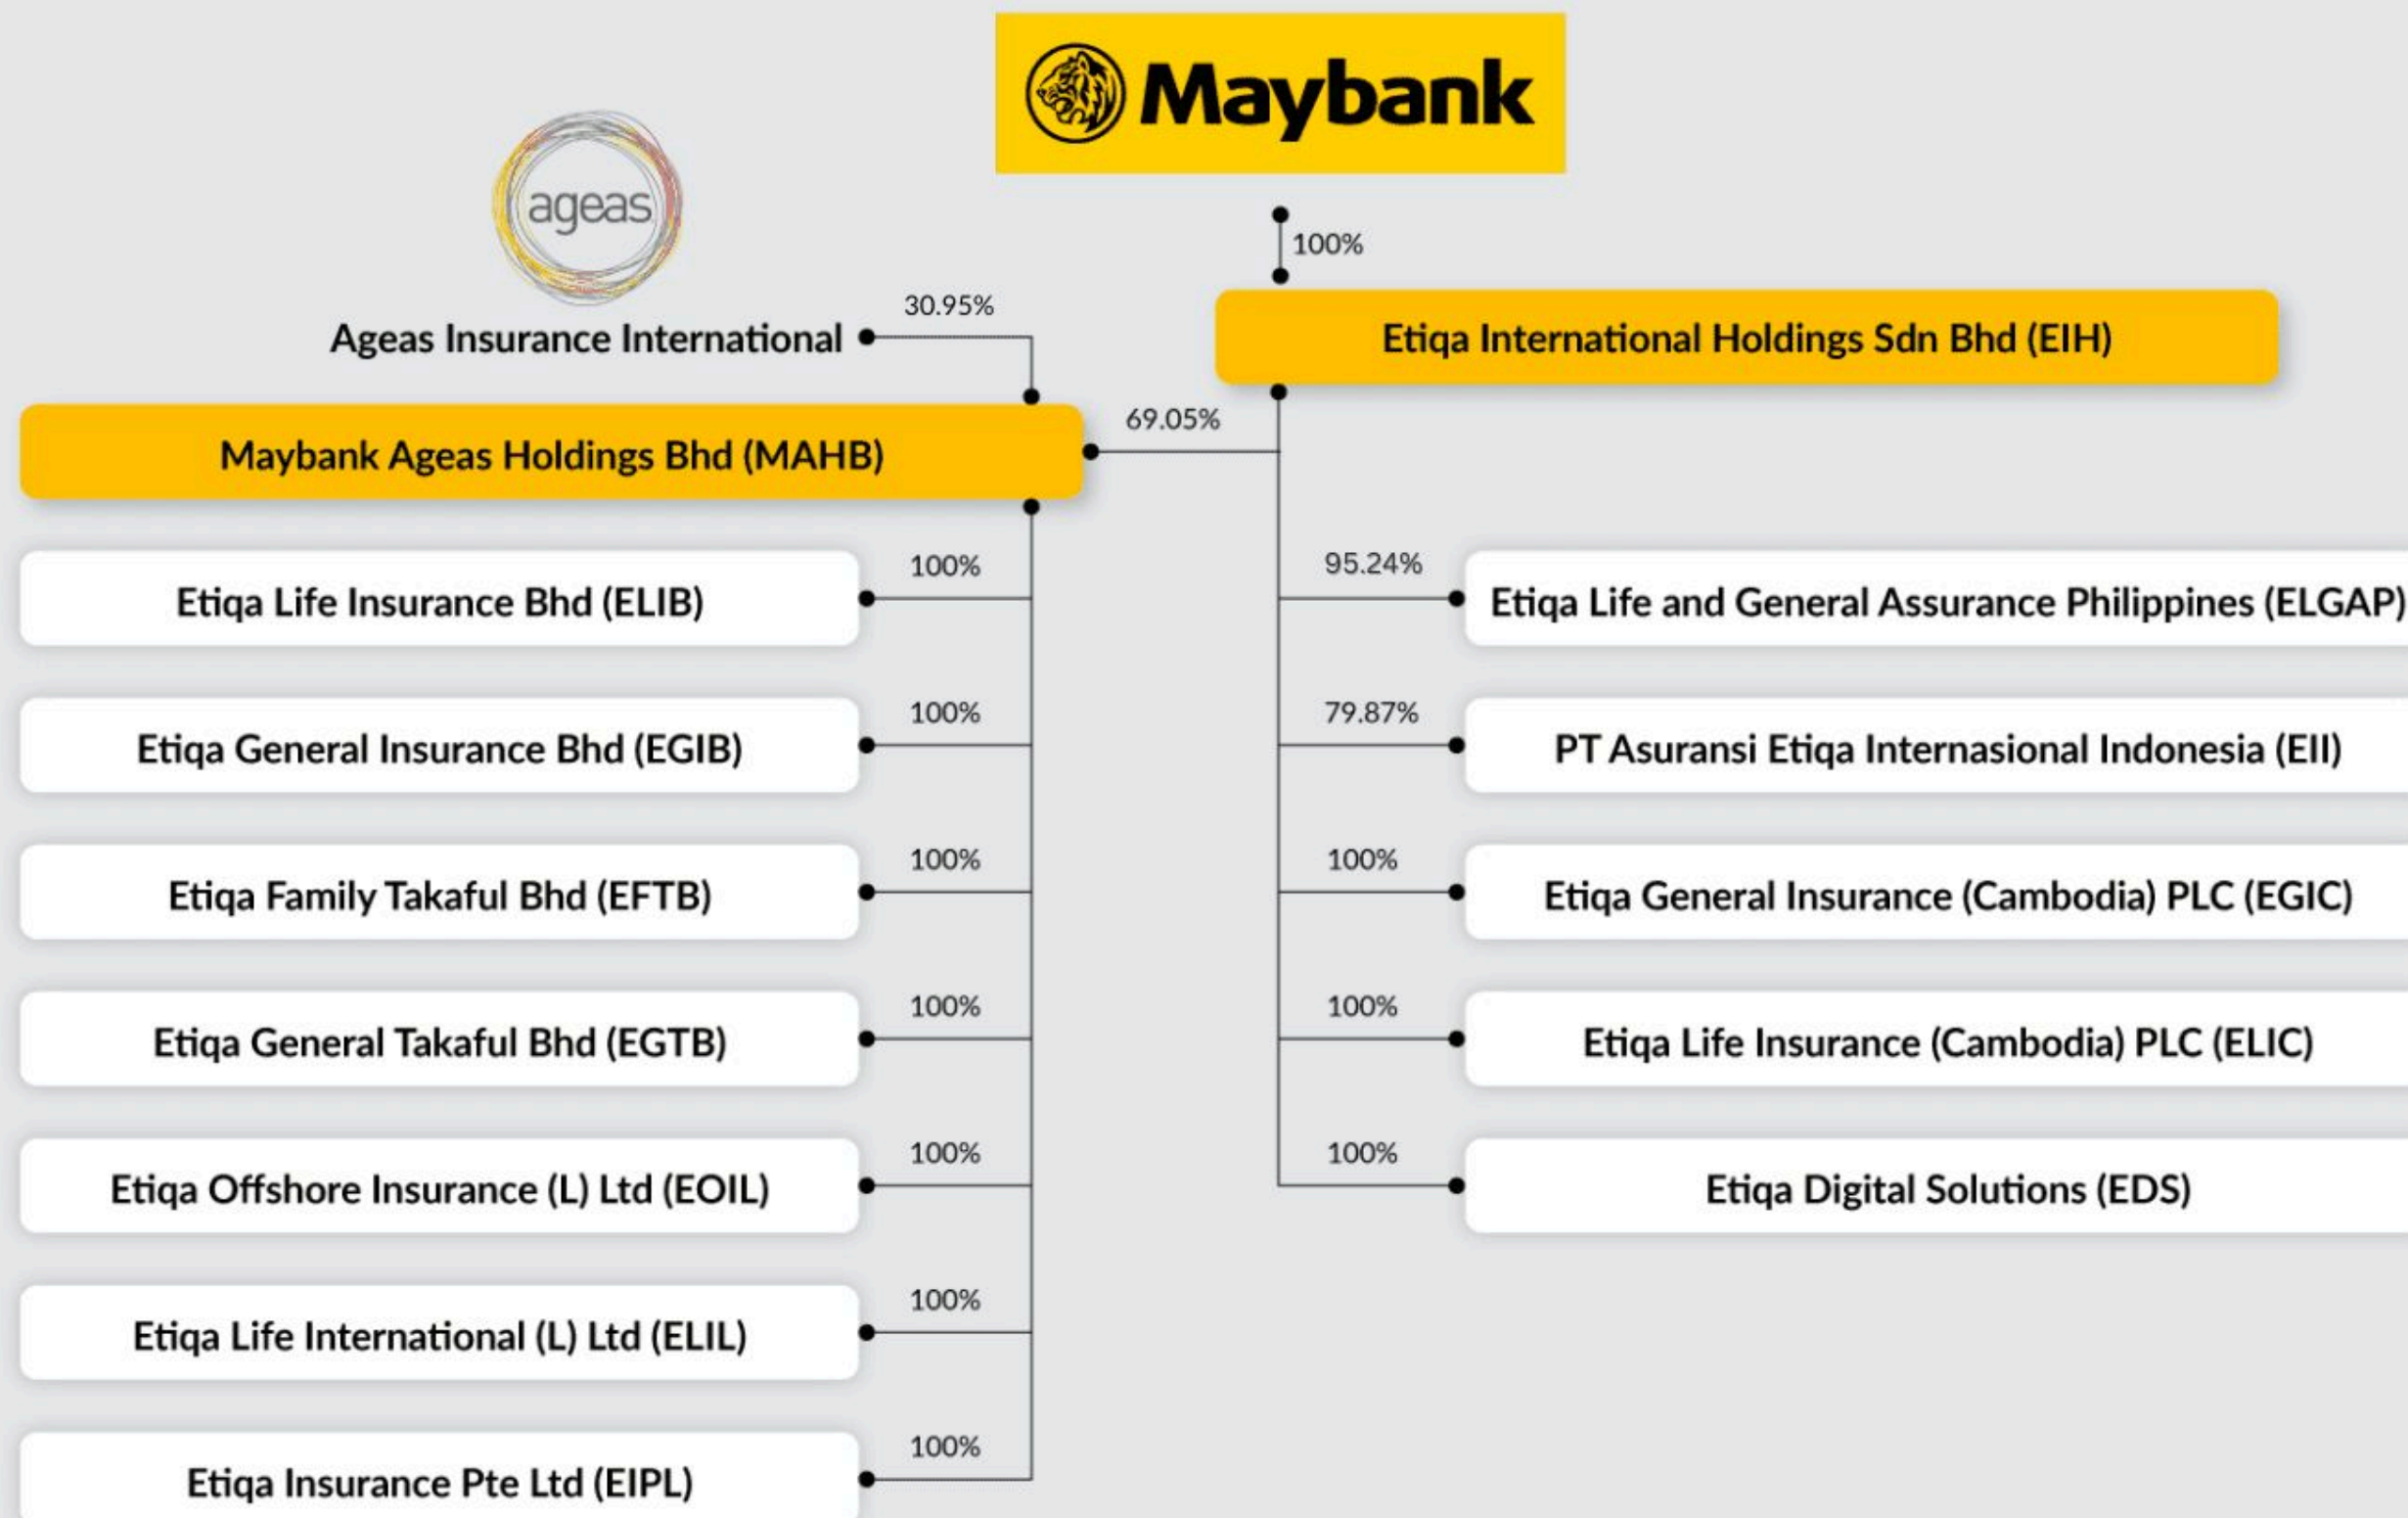 Maybank
ageas
100%
30.95%
Ageas Insurance International
Etiqa International Holdings Sdn Bhd (EIH)
69.05%
Maybank Ageas Holdings Bhd (MAHB)
100%
Etiqa Life Insurance Bhd (ELIB)
100%
Etiqa General Insurance Bhd (EGIB)
100%
Etiqa Family Takaful Bhd (EFTB)
100%
Etiqa General Takaful Bhd (EGTB)
100%
Etiqa Offshore Insurance (L) Ltd (EOIL)
100%
Etiqa Life International (L) Ltd (ELIL)
100%
Etiqa Insurance Pte Ltd (EIPL)
95.24%
Etiqa Life and General Assurance Philippines (ELGAP)
79.87%
PT Asuransi Etiqa Internasional Indonesia (EII)
100%
Etiqa General Insurance (Cambodia) PLC (EGIC)
100%
Etiqa Life Insurance (Cambodia) PLC (ELIC)
100%
Etiqa Digital Solutions (EDS)